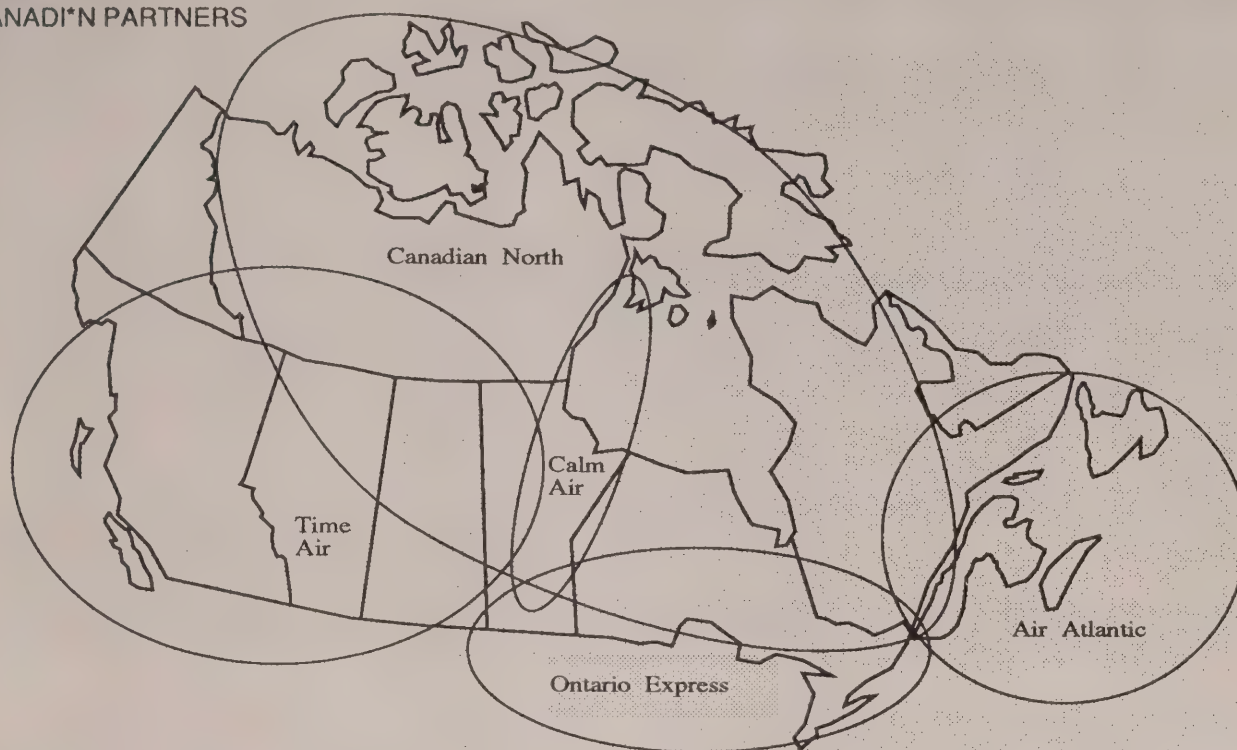 ANADI*N PARTNERS
Canadian North
Calm
Air
Time
Air
Air Atlantic
Ontario Express